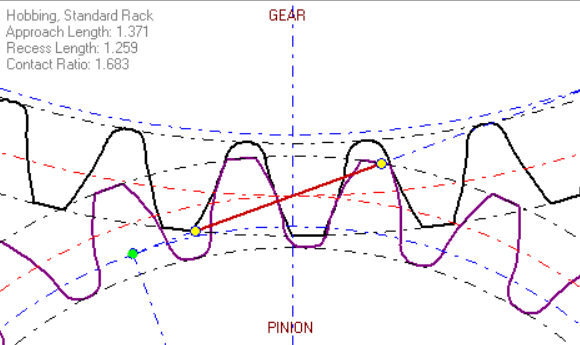 Hobbing, Standard Rack
Approach Length: 1.371
Recess Length: 1.259
Contact Ratio: 1.683
GEAR
PINION